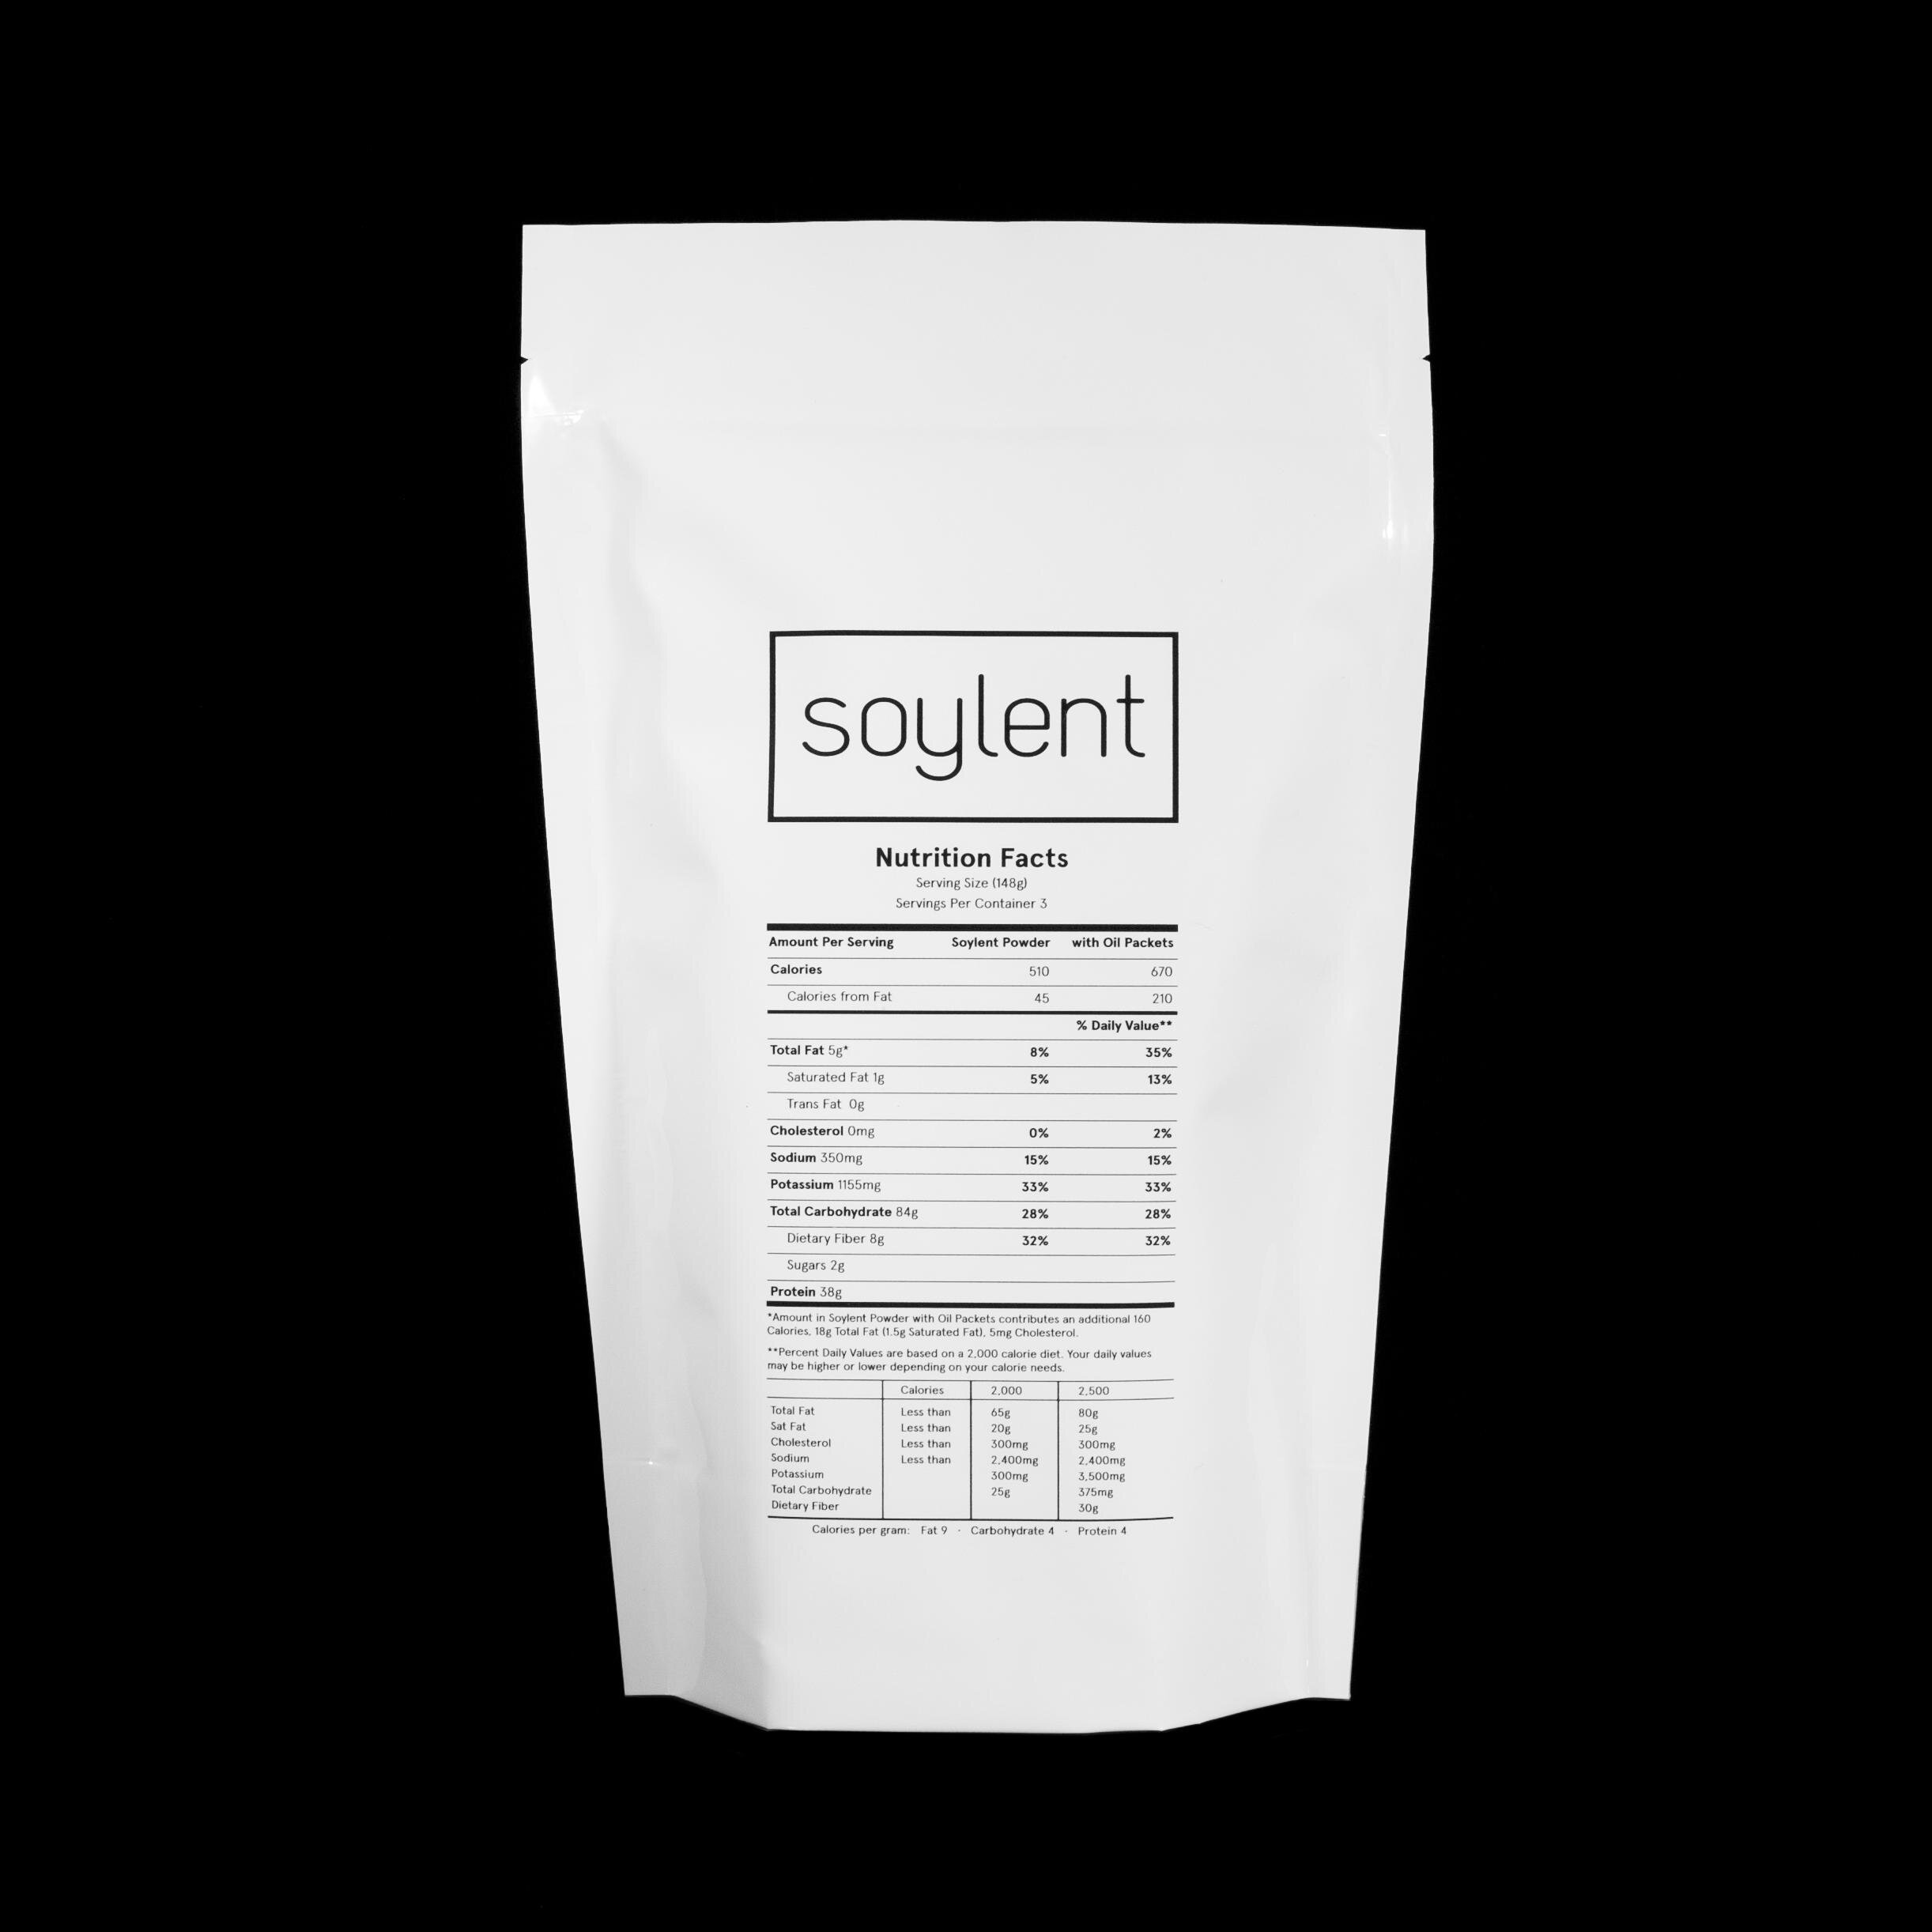 soylent
Nutrition Facts
Serving Size (148g)
Servings Per Container 3
Amount Per Serving Soylent Powder with Oil Packets
Calories 510 670
Calories from Fat 45 210
% Daily Value**
Total Fat 5g* 8% 35%
Saturated Fat 1g 5% 13%
Trans Fat 0g
Cholesterol 0mg 0% 2%
Sodium 350mg 15% 15%
Potassium 1155mg 33% 33%
Total Carbohydrate 84g 28% 28%
Dietary Fiber 8g 32% 32%
Sugars 2g
Protein 38g
*Amount in Soylent Powder with Oil Packets contributes an additional 160
Calories, 18g Total Fat (1.5g Saturated Fat), 5mg Cholesterol.
**Percent Daily Values are based on a 2,000 calorie diet. Your daily values
may be higher or lower depending on your calorie needs.
Calories 2,000 2,500
Total Fat Less than 65g 80g
Sat Fat Less than 20g 25g
Cholesterol Less than 300mg 300mg
Sodium Less than 2,400mg 2,400mg
Potassium 300mg 3,500mg
Total Carbohydrate 25g 375mg
Dietary Fiber 30g
Calories per gram: Fat 9 · Carbohydrate 4 · Protein 4